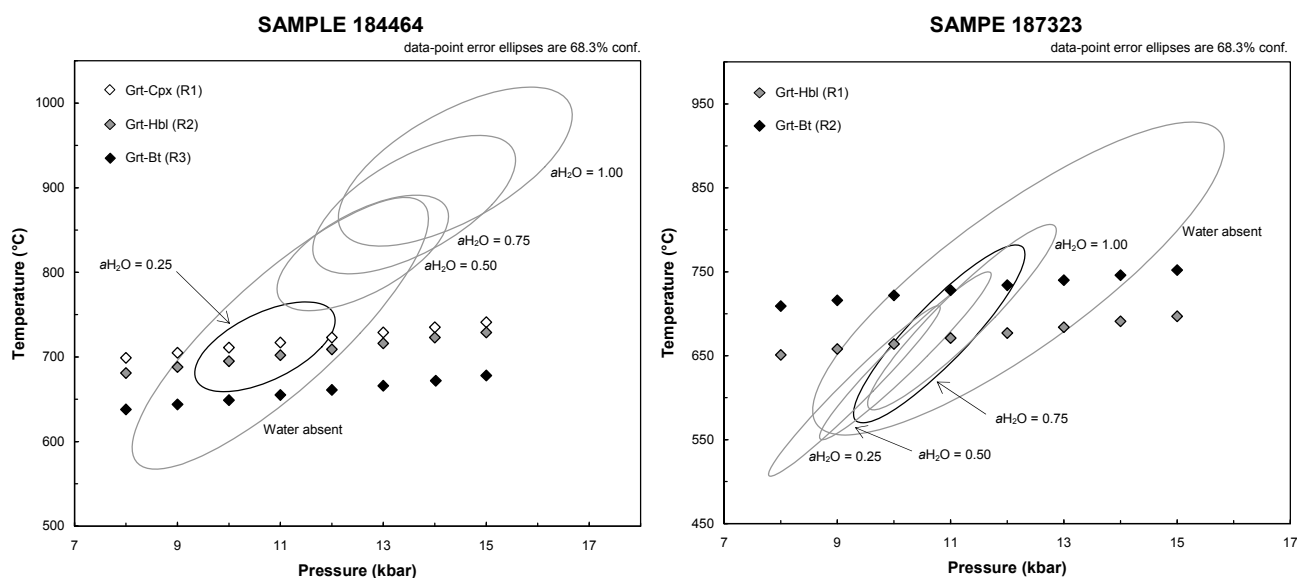 SAMPLE 184464
data-point error ellipses are 68.3% conf.
Grt-Cpx (R1)
Grt-Hbl (R2)
Grt-Bt (R3)
1000
900
800
700
600
500
Temperature (°C)
aH₂O = 1.00
aH₂O = 0.75
aH₂O = 0.50
aH₂O = 0.25
Water absent
7
9
11
13
15
17
Pressure (kbar)
SAMPE 187323
data-point error ellipses are 68.3% conf.
Grt-Hbl (R1)
Grt-Bt (R2)
950
850
750
650
550
450
Temperature (°C)
aH₂O = 1.00
Water absent
aH₂O = 0.75
aH₂O = 0.25
aH₂O = 0.50
7
9
11
13
15
17
Pressure (kbar)